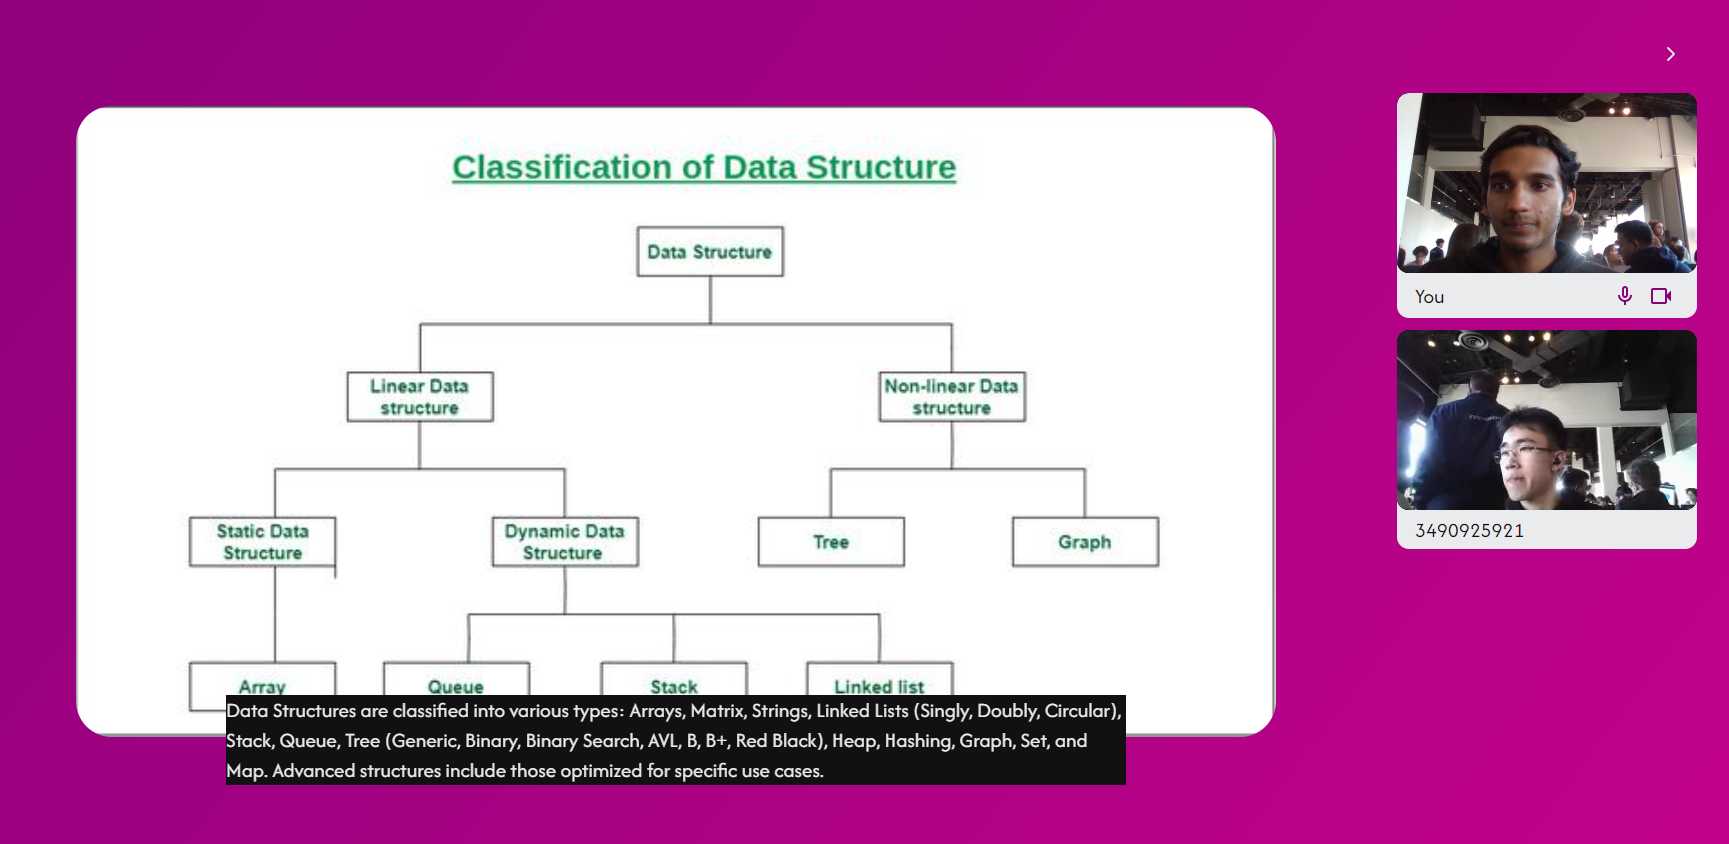 Classification of Data Structure
Data Structure
Linear Data
structure
Non-linear Data
structure
Static Data
Structure
Dynamic Data
Structure
Tree
Graph
Array
Queue
Stack
Linked list
Data Structures are classified into various types: Arrays, Matrix, Strings, Linked Lists (Singly, Doubly, Circular),
Stack, Queue, Tree (Generic, Binary, Binary Search, AVL, B, B+, Red Black), Heap, Hashing, Graph, Set, and
Map. Advanced structures include those optimized for specific use cases.
You
3490925921